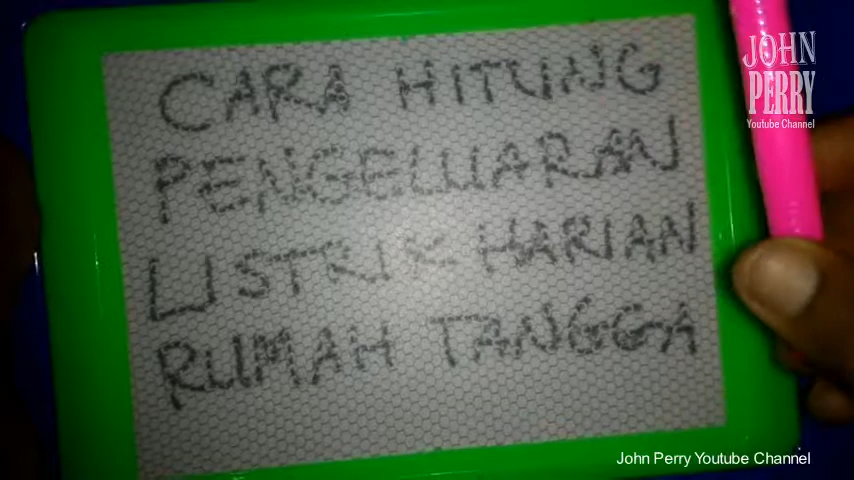 CARA HITUNG
PENGELUARAN
LISTRIK HARIAN
RUMAH TANGGA
JOHN
PERRY
Youtube Channel
John Perry Youtube Channel